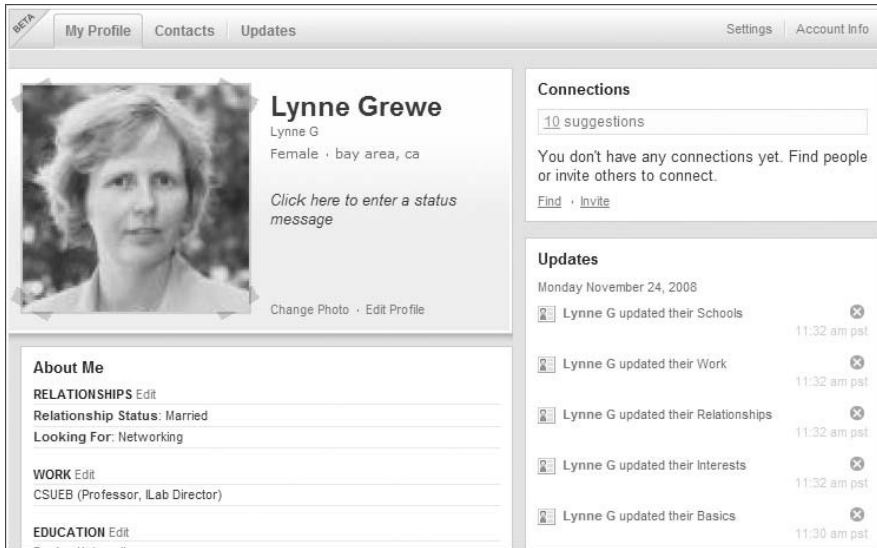 BETA
My Profile
Contacts
Updates
Settings
Account Info
Lynne Grewe
Lynne G
Female · bay area, ca
Click here to enter a status
message
Change Photo · Edit Profile
About Me
RELATIONSHIPS Edit
Relationship Status: Married
Looking For: Networking
WORK Edit
CSUEB (Professor, ILab Director)
EDUCATION Edit
Connections
10 suggestions
You don't have any connections yet. Find people
or invite others to connect.
Find · Invite
Updates
Monday November 24, 2008
Lynne G updated their Schools
11:32 am pst
Lynne G updated their Work
11:32 am pst
Lynne G updated their Relationships
11:32 am pst
Lynne G updated their Interests
11:32 am pst
Lynne G updated their Basics
11:30 am pst